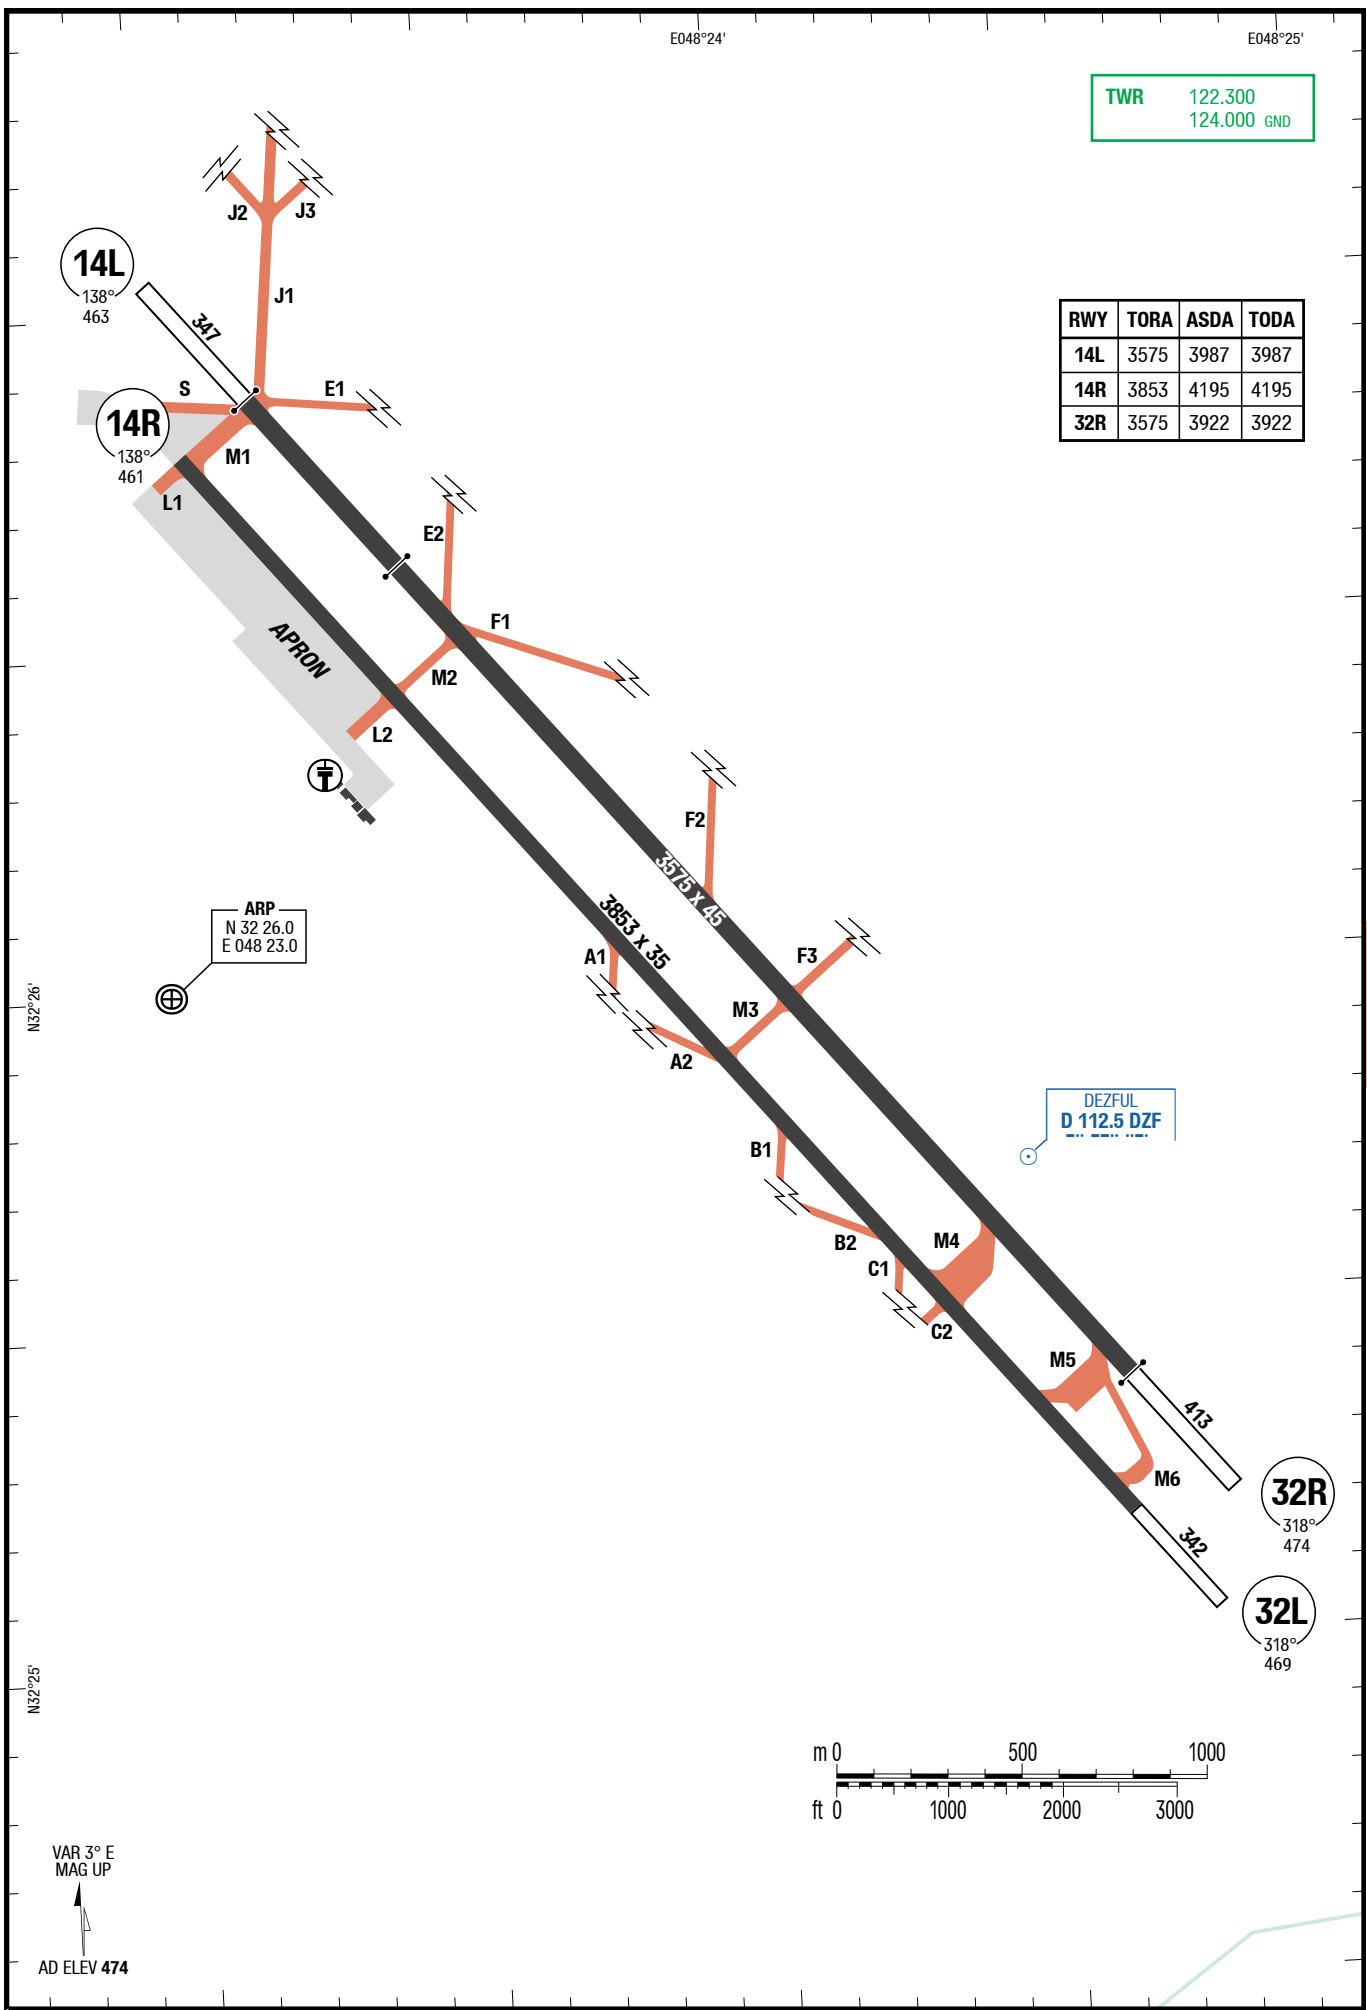 E048°24'
E048°25'
TWR 122.300
124.000 GND
J2
J3
14L
138°
463
J1
347
RWY TORA ASDA TODA
14L 3575 3987 3987
14R 3853 4195 4195
32R 3575 3922 3922
S
E1
14R
138°
461
M1
L1
E2
F1
APRON
M2
L2
F2
3575 x 45
3853 x 35
ARP
N 32 26.0
E 048 23.0
A1
F3
N32°26'
M3
A2
DEZFUL
D 112.5 DZF
B1
B2
M4
C1
C2
M5
413
M6
32R
318°
474
342
32L
318°
469
N32°25'
m 0 500 1000
ft 0 1000 2000 3000
VAR 3° E
MAG UP
AD ELEV 474